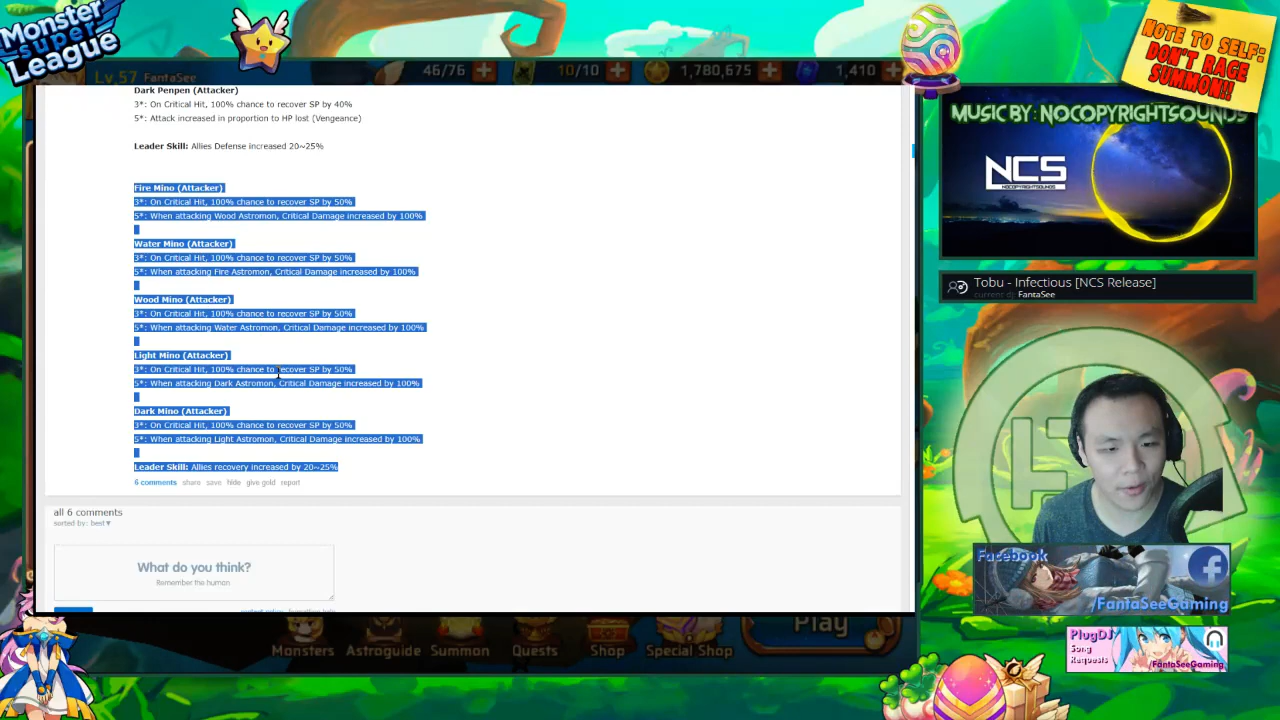 Monster
super
League
NOTE TO SELF:
DON'T RAGE
SUMMON!!
Lv.57 FantaSee
46/76
10/10
1,780,675
1,410
Dark Penpen (Attacker)
3*: On Critical Hit, 100% chance to recover SP by 40%
5*: Attack increased in proportion to HP lost (Vengeance)
Leader Skill: Allies Defense increased 20~25%
Fire Mino (Attacker)
3*: On Critical Hit, 100% chance to recover SP by 50%
5*: When attacking Wood Astromon, Critical Damage increased by 100%
Water Mino (Attacker)
3*: On Critical Hit, 100% chance to recover SP by 50%
5*: When attacking Fire Astromon, Critical Damage increased by 100%
Wood Mino (Attacker)
3*: On Critical Hit, 100% chance to recover SP by 50%
5*: When attacking Water Astromon, Critical Damage increased by 100%
Light Mino (Attacker)
3*: On Critical Hit, 100% chance to recover SP by 50%
5*: When attacking Dark Astromon, Critical Damage increased by 100%
Dark Mino (Attacker)
3*: On Critical Hit, 100% chance to recover SP by 50%
5*: When attacking Light Astromon, Critical Damage increased by 100%
Leader Skill: Allies recovery increased by 20~25%
6 comments share save hide give gold report
all 6 comments
sorted by: best▼
What do you think?
Remember the human
MUSIC BY: NOCOPYRIGHTSOUNDS
NCS
NOCOPYRIGHTSOUNDS
Tobu - Infectious [NCS Release]
current dj: FantaSee
Facebook
/FantaSeeGaming
PlugDJ
Song
Requests
FantaSeeGaming
Monsters
Astroguide
Summon
Quests
Shop
Special Shop
Play